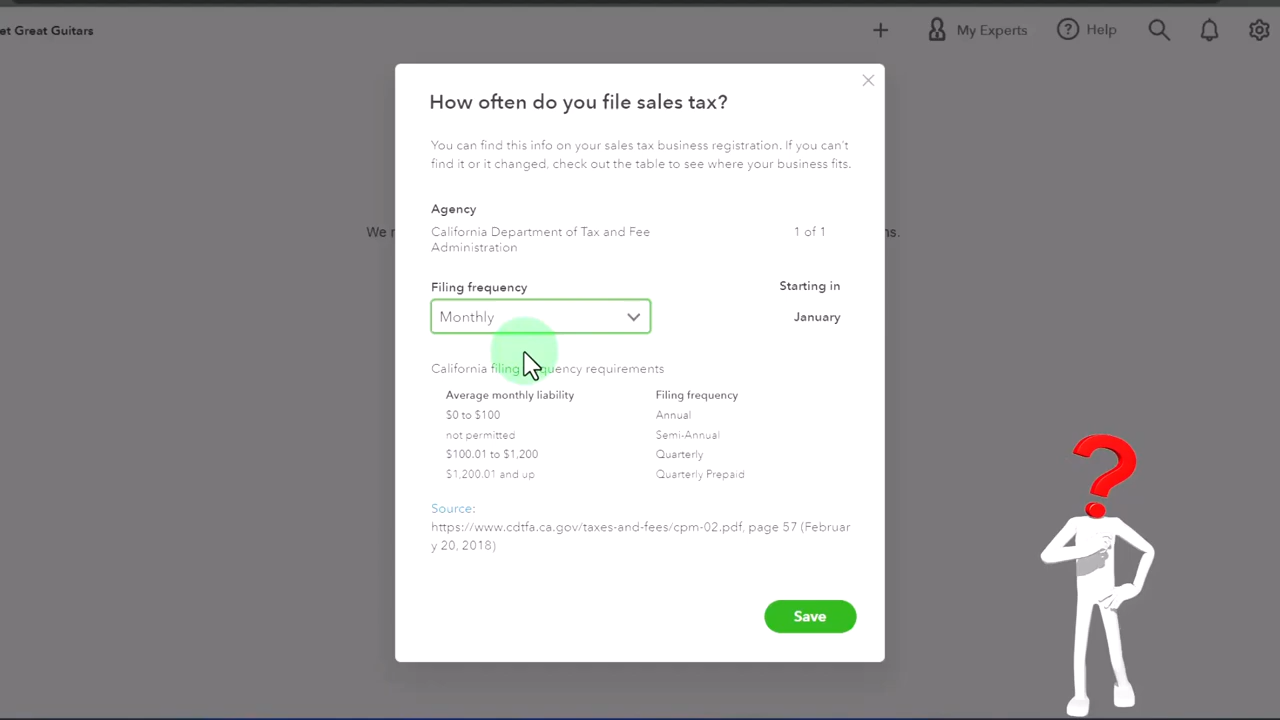 et Great Guitars
My Experts
Help
How often do you file sales tax?
You can find this info on your sales tax business registration. If you can't
find it or it changed, check out the table to see where your business fits.
Agency
California Department of Tax and Fee
Administration
1 of 1
We
ns.
Filing frequency
Starting in
Monthly
January
California filing frequency requirements
Average monthly liability
Filing frequency
$0 to $100
Annual
not permitted
Semi-Annual
$100.01 to $1,200
Quarterly
$1,200.01 and up
Quarterly Prepaid
Source:
https://www.cdtfa.ca.gov/taxes-and-fees/cpm-02.pdf, page 57 (Februar
y 20, 2018)
Save